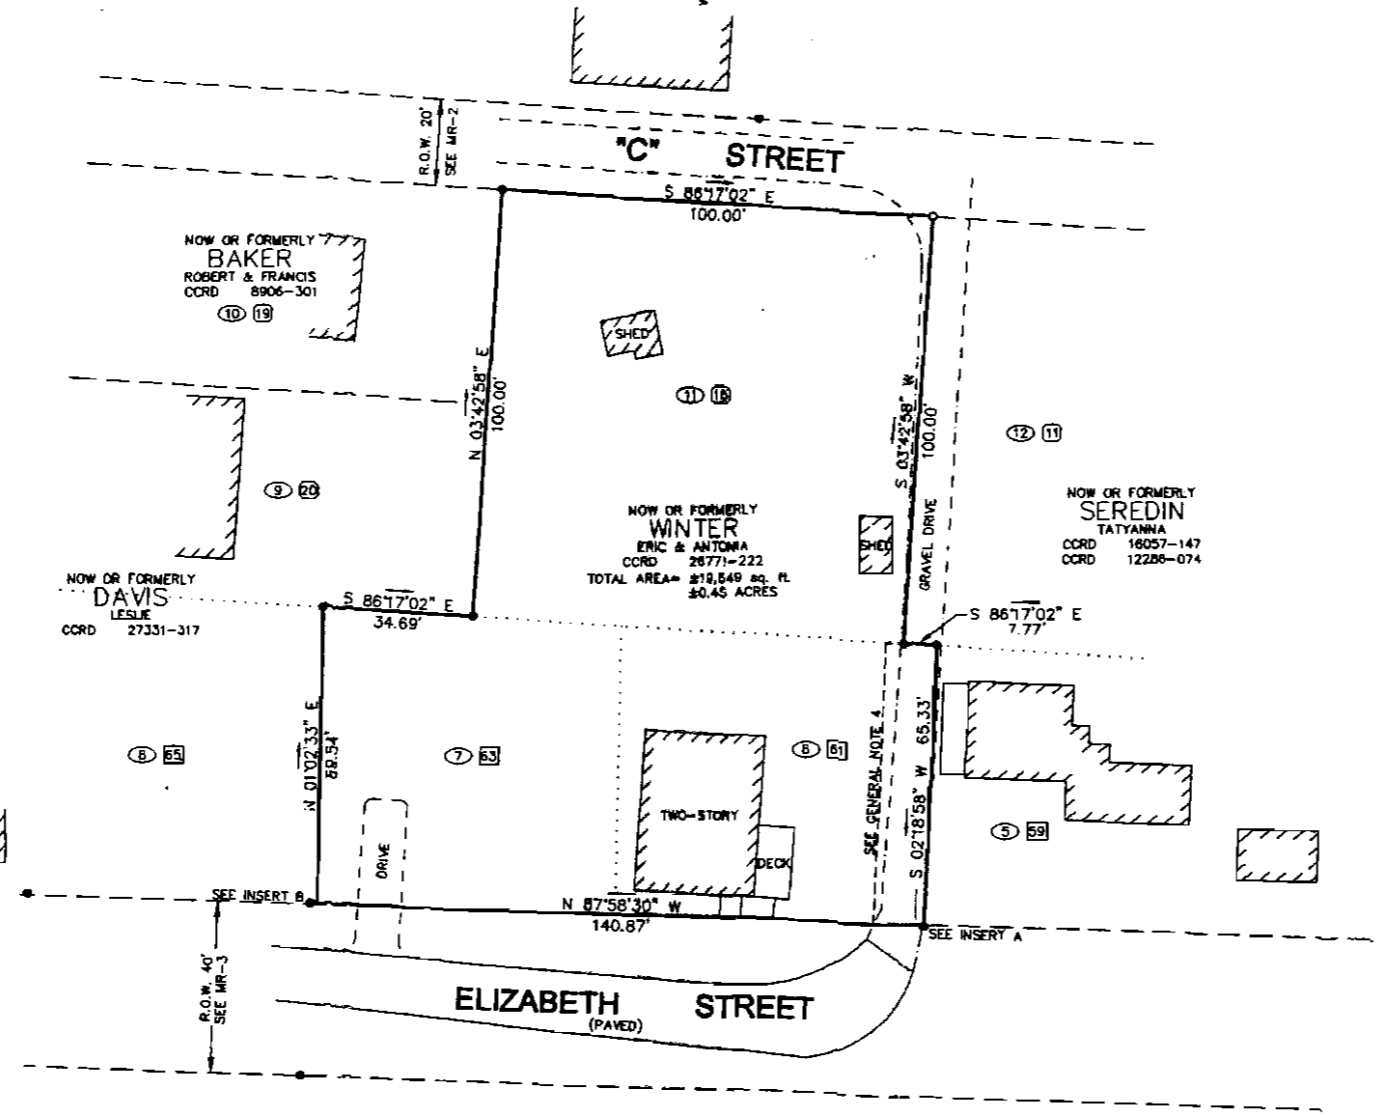 R.O.W. 20'
SEE MR-2
"C" STREET
S 86°17'02" E
100.00'
NOW OR FORMERLY
BAKER
ROBERT & FRANCIS
CCRD 8906-301
10 19
SHED
N 03°42'58" E
100.00'
11 18
S 03°42'58" W
100.00'
12 11
9 20
NOW OR FORMERLY
WINTER
ERIC & ANTONIA
CCRD 26771-222
TOTAL AREA= ±19,549 sq. ft.
±0.45 ACRES
SHED
GRAVEL DRIVE
NOW OR FORMERLY
SEREDIN
TATYANNA
CCRD 16057-147
CCRD 12286-074
NOW OR FORMERLY
DAVIS
LESLIE
CCRD 27331-317
S 86°17'02" E
34.69'
S 86°17'02" E
7.77'
N 01°02'33" E
8 65
7 63
61
SEE GENERAL NOTE 4
S 02°18'58" W 65.33'
TWO-STORY
DECK
DRIVE
5 59
SEE INSERT B
N 87°58'30" W
140.87'
SEE INSERT A
R.O.W. 40'
SEE MR-3
ELIZABETH STREET
(PAVED)